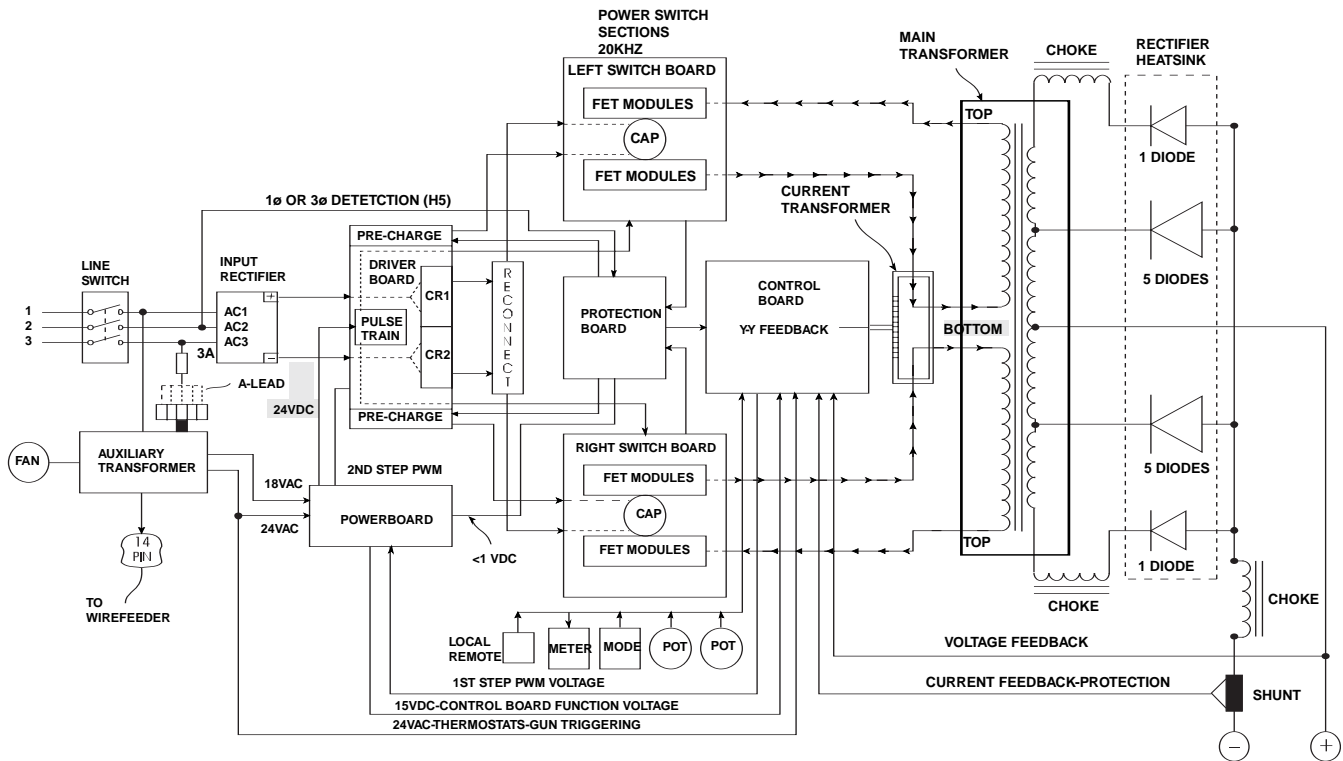 POWER SWITCH
SECTIONS
20KHZ
LEFT SWITCH BOARD
FET MODULES
CAP
FET MODULES
MAIN
TRANSFORMER
CHOKE
RECTIFIER
HEATSINK
TOP
1 DIODE
CURRENT
TRANSFORMER
5 DIODES
1ø OR 3ø DETETCTION (H5)
LINE
SWITCH
INPUT
RECTIFIER
+
1
2
3
AC1
AC2
AC3
-
3A
PRE-CHARGE
DRIVER
BOARD
CR1
PULSE
TRAIN
CR2
PRE-CHARGE
RECONNECT
PROTECTION
BOARD
CONTROL
BOARD
Y-Y FEEDBACK
BOTTOM
A-LEAD
24VDC
FAN
AUXILIARY
TRANSFORMER
18VAC
24VAC
2ND STEP PWM
POWERBOARD
<1 VDC
14
PIN
TO
WIREFEEDER
RIGHT SWITCH BOARD
FET MODULES
CAP
FET MODULES
TOP
5 DIODES
1 DIODE
CHOKE
CHOKE
LOCAL
REMOTE
METER
MODE
POT
POT
VOLTAGE FEEDBACK
1ST STEP PWM VOLTAGE
CURRENT FEEDBACK-PROTECTION
SHUNT
15VDC-CONTROL BOARD FUNCTION VOLTAGE
24VAC-THERMOSTATS-GUN TRIGGERING
-
+